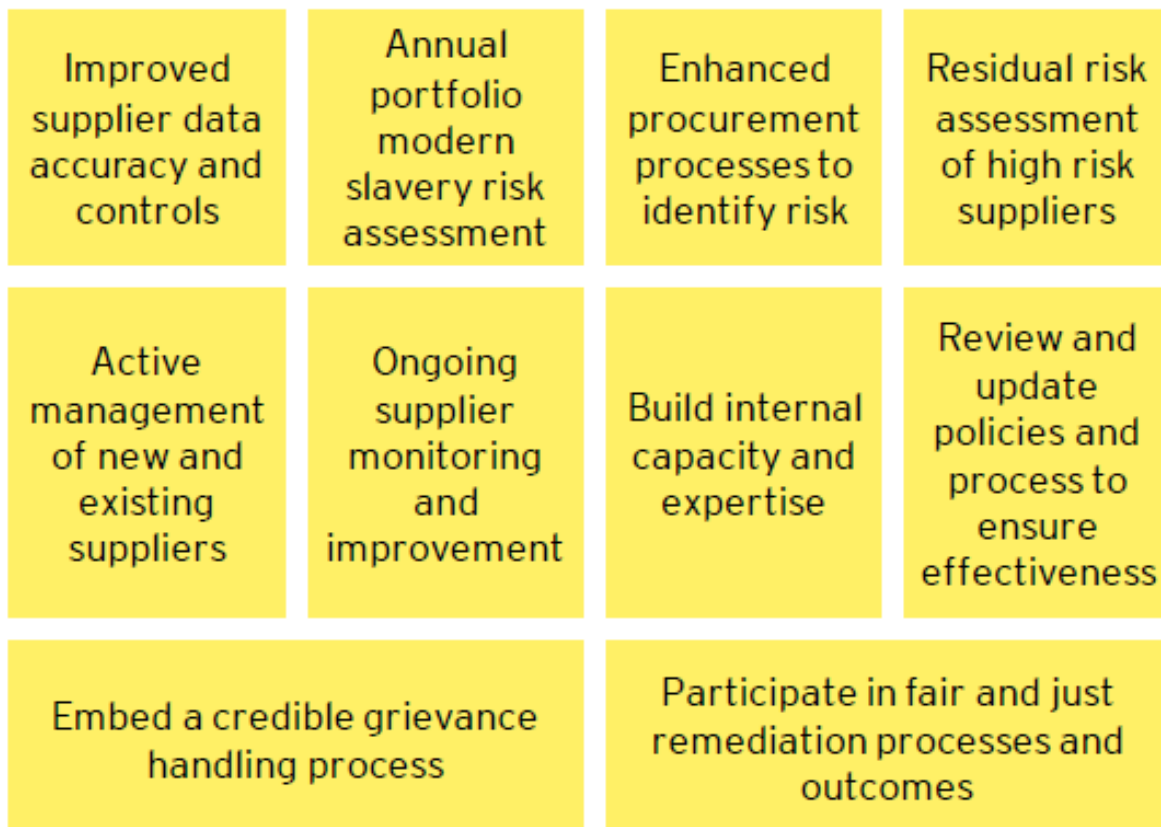 Improved
supplier data
accuracy and
controls
Annual
portfolio
modern
slavery risk
assessment
Enhanced
procurement
processes to
identify risk
Residual risk
assessment
of high risk
suppliers
Active
management
of new and
existing
suppliers
Ongoing
supplier
monitoring
and
improvement
Build internal
capacity and
expertise
Review and
update
policies and
process to
ensure
effectiveness
Embed a credible grievance
handling process
Participate in fair and just
remediation processes and
outcomes